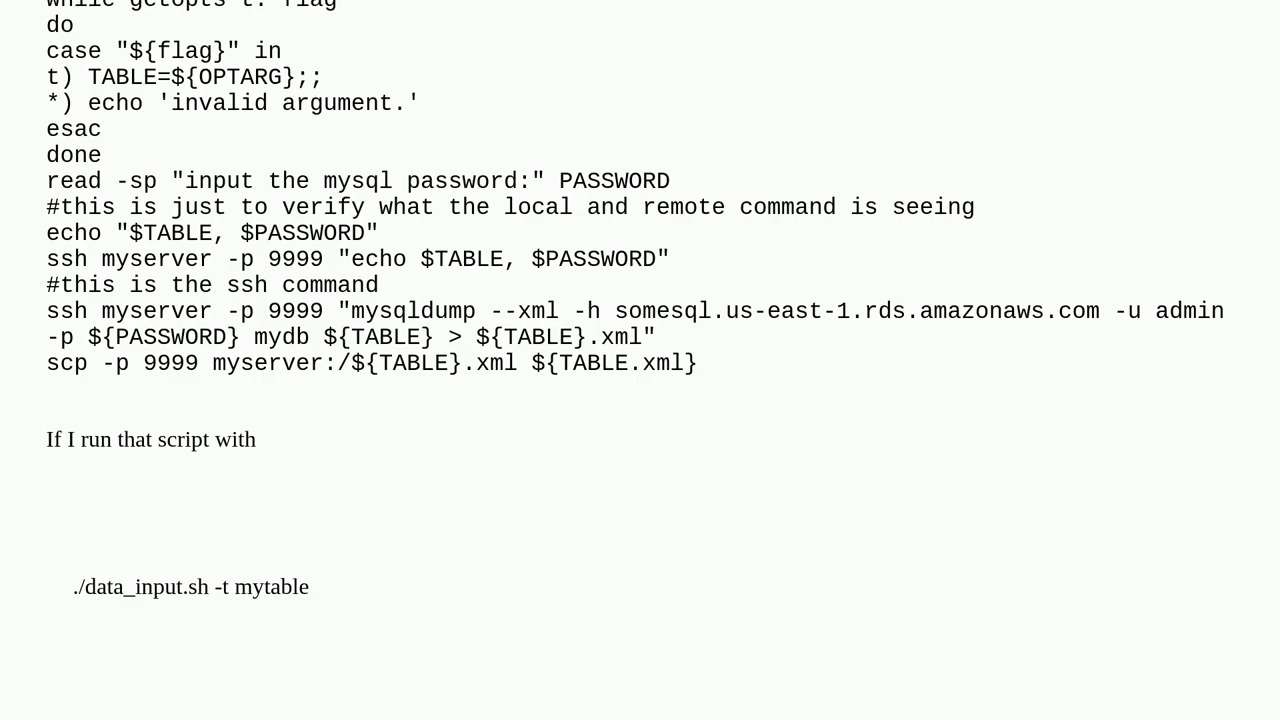 while getopts t: flag
do
case "${flag}" in
t) TABLE=${OPTARG};;
*) echo 'invalid argument.'
esac
done
read -sp "input the mysql password:" PASSWORD
#this is just to verify what the local and remote command is seeing
echo "$TABLE, $PASSWORD"
ssh myserver -p 9999 "echo $TABLE, $PASSWORD"
#this is the ssh command
ssh myserver -p 9999 "mysqldump --xml -h somesql.us-east-1.rds.amazonaws.com -u admin
-p ${PASSWORD} mydb ${TABLE} > ${TABLE}.xml"
scp -p 9999 myserver:/${TABLE}.xml ${TABLE.xml}
If I run that script with
./data_input.sh -t mytable